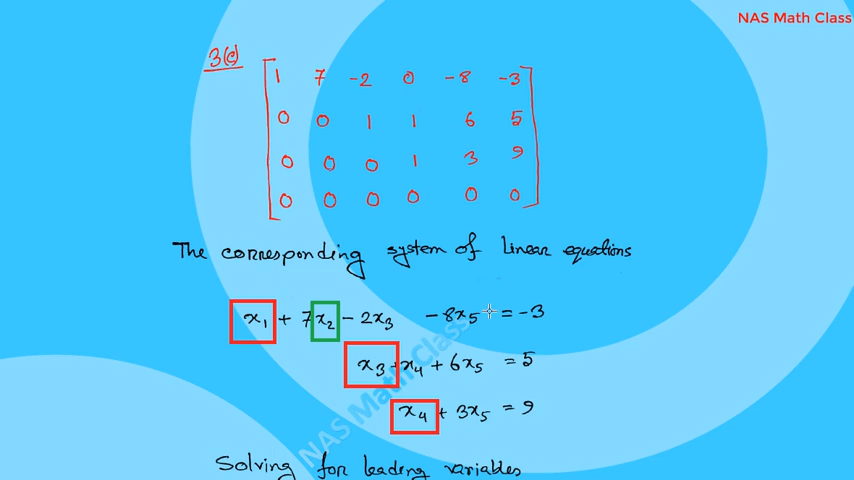 NAS Math Class
3(c)
1 7 -2 0 -8 -3
0 0 1 1 6 5
0 0 0 1 3 9
0 0 0 0 0 0
The corresponding system of linear equations
x₁ + 7x₂ - 2x₃ - 8x₅ = -3
x₃ + x₄ + 6x₅ = 5
x₄ + 3x₅ = 9
NAS Math Class
Solving for leading variables